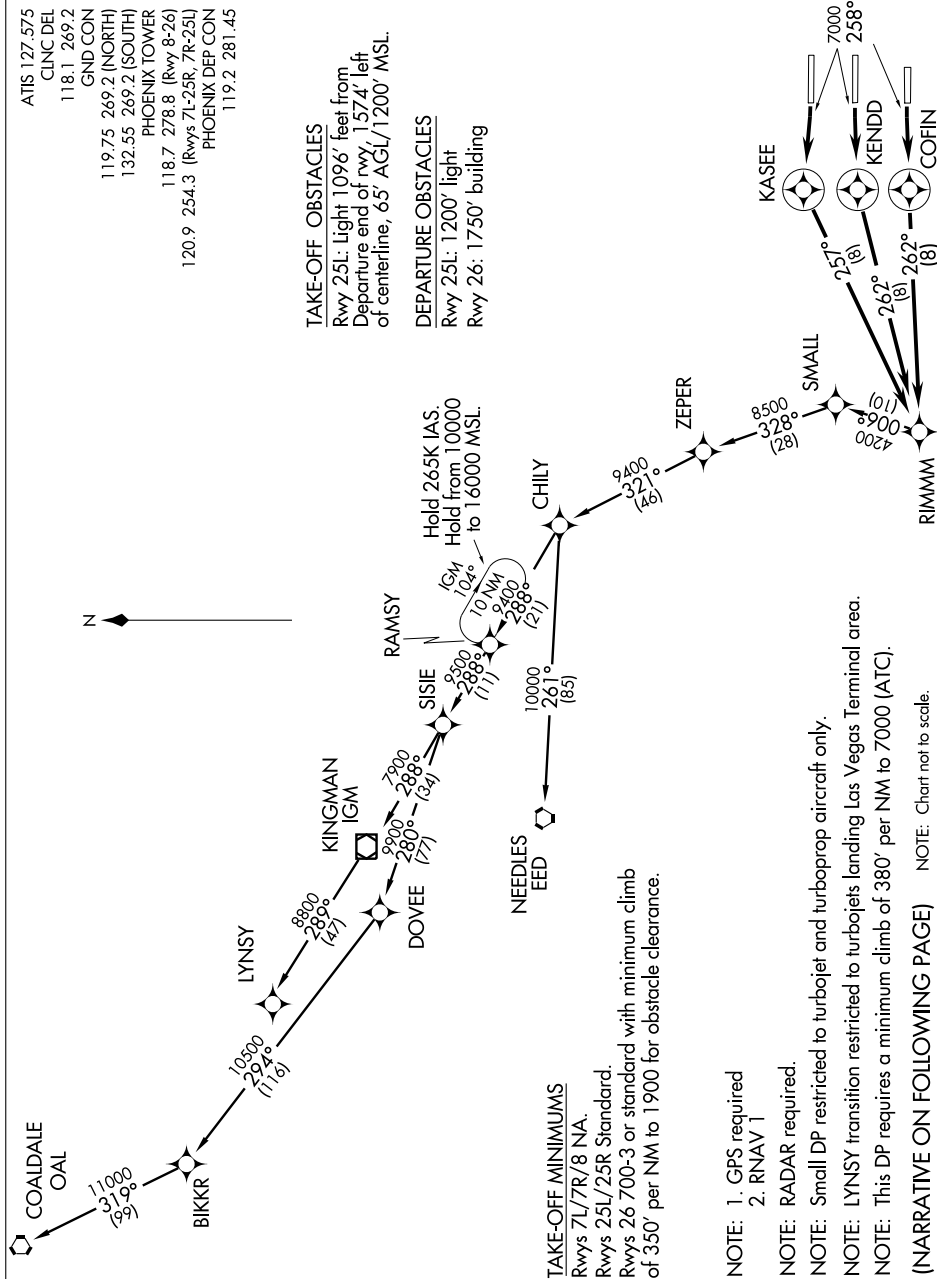 ATIS 127.575
CLNC DEL
118.1 269.2
GND CON
119.75 269.2 (NORTH)
132.55 269.2 (SOUTH)
PHOENIX TOWER
118.7 278.8 (Rwy 8-26)
120.9 254.3 (Rwys 7L-25R, 7R-25L)
PHOENIX DEP CON
119.2 281.45
TAKE-OFF OBSTACLES
Rwy 25L: Light 1096’ feet from
Departure end of rwy, 1574’ left
of centerline, 65’ AGL/1200’ MSL.
DEPARTURE OBSTACLES
Rwy 25L: 1200’ light
Rwy 26: 1750’ building
N
COALDALE
OAL
11000
319°
(99)
BIKKR
10500
294°
(116)
LYNSY
8800
289°
(47)
KINGMAN
IGM
DOVEE
7900
288°
(34)
9900
280°
(77)
SISIE
9500
288°
(11)
RAMSY
IGM
104°
10 NM
Hold 265K IAS.
Hold from 10000
to 16000 MSL.
9400
288°
(21)
CHILY
10000
261°
(85)
NEEDLES
EED
9400
321°
(46)
ZEPER
8500
328°
(28)
SMALL
4200
006°
(10)
RIMMM
KASEE
KENDD
COFIN
257°
(8)
262°
(8)
262°
(8)
7000
258°
TAKE-OFF MINIMUMS
Rwys 7L/7R/8 NA.
Rwys 25L/25R Standard.
Rwys 26 700-3 or standard with minimum climb
of 350’ per NM to 1900 for obstacle clearance.
NOTE: 1. GPS required
2. RNAV 1
NOTE: RADAR required.
NOTE: Small DP restricted to turbojet and turboprop aircraft only.
NOTE: LYNSY transition restricted to turbojets landing Las Vegas Terminal area.
NOTE: This DP requires a minimum climb of 380’ per NM to 7000 (ATC).
(NARRATIVE ON FOLLOWING PAGE) NOTE: Chart not to scale.